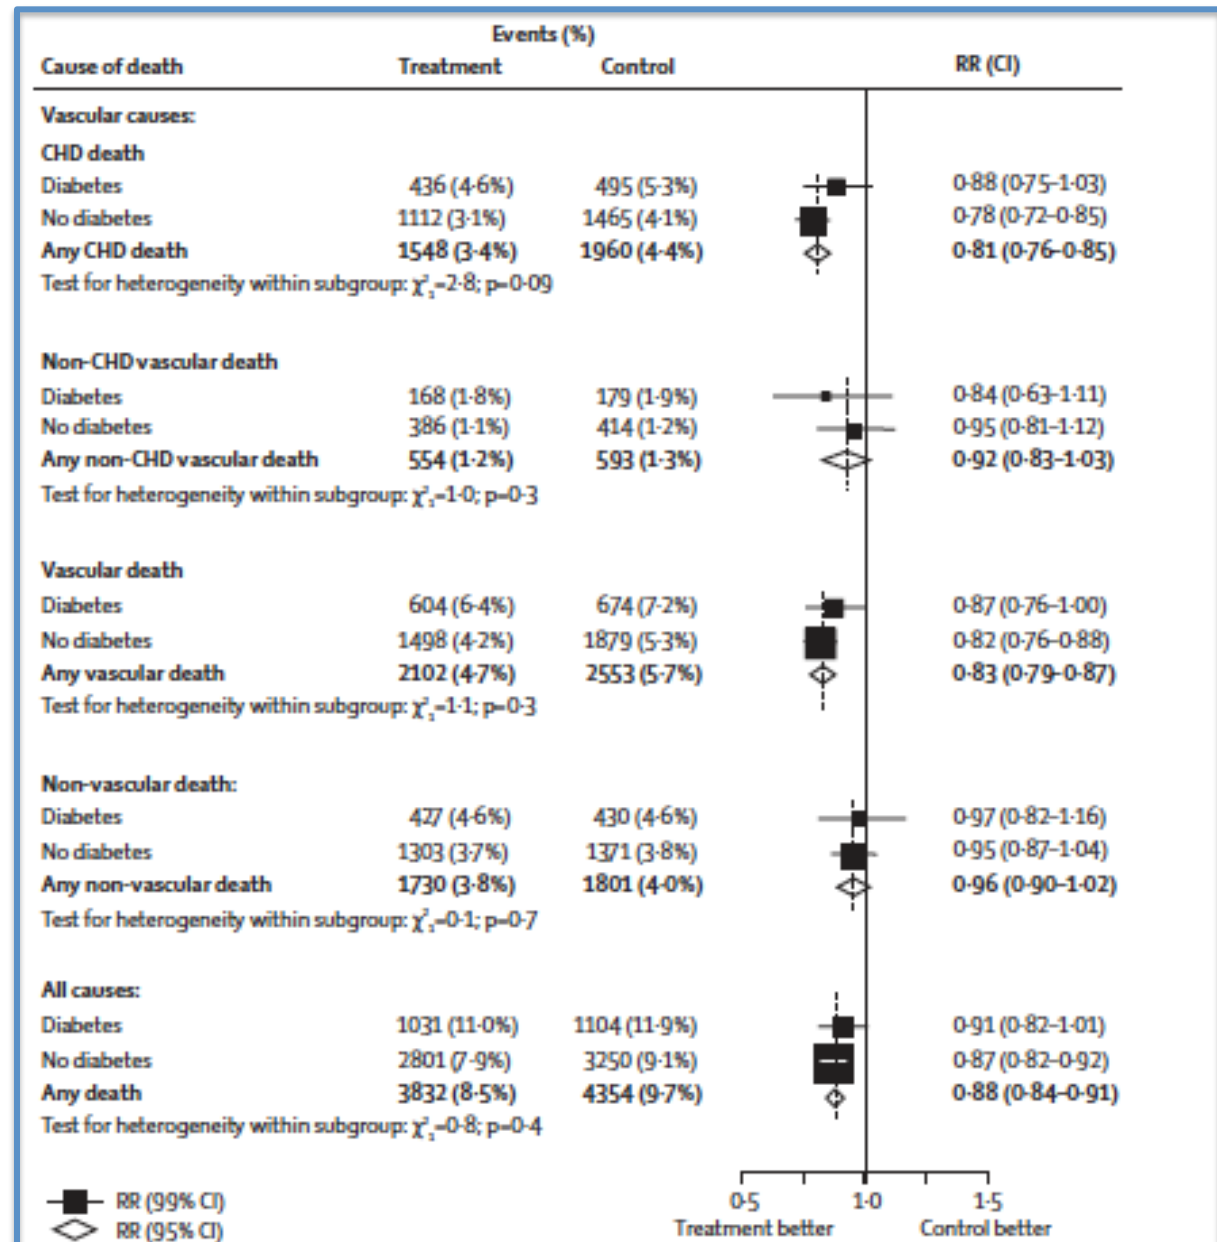 Events (%)
Cause of death Treatment Control RR (CI)
Vascular causes:
CHD death
Diabetes 436 (4·6%) 495 (5·3%) 0·88 (0·75–1·03)
No diabetes 1112 (3·1%) 1465 (4·1%) 0·78 (0·72–0·85)
Any CHD death 1548 (3·4%) 1960 (4·4%) 0·81 (0·76–0·85)
Test for heterogeneity within subgroup: χ²₁=2·8; p=0·09
Non-CHD vascular death
Diabetes 168 (1·8%) 179 (1·9%) 0·84 (0·63–1·11)
No diabetes 386 (1·1%) 414 (1·2%) 0·95 (0·81–1·12)
Any non-CHD vascular death 554 (1·2%) 593 (1·3%) 0·92 (0·83–1·03)
Test for heterogeneity within subgroup: χ²₁=1·0; p=0·3
Vascular death
Diabetes 604 (6·4%) 674 (7·2%) 0·87 (0·76–1·00)
No diabetes 1498 (4·2%) 1879 (5·3%) 0·82 (0·76–0·88)
Any vascular death 2102 (4·7%) 2553 (5·7%) 0·83 (0·79–0·87)
Test for heterogeneity within subgroup: χ²₁=1·1; p=0·3
Non-vascular death:
Diabetes 427 (4·6%) 430 (4·6%) 0·97 (0·82–1·16)
No diabetes 1303 (3·7%) 1371 (3·8%) 0·95 (0·87–1·04)
Any non-vascular death 1730 (3·8%) 1801 (4·0%) 0·96 (0·90–1·02)
Test for heterogeneity within subgroup: χ²₁=0·1; p=0·7
All causes:
Diabetes 1031 (11·0%) 1104 (11·9%) 0·91 (0·82–1·01)
No diabetes 2801 (7·9%) 3250 (9·1%) 0·87 (0·82–0·92)
Any death 3832 (8·5%) 4354 (9·7%) 0·88 (0·84–0·91)
Test for heterogeneity within subgroup: χ²₁=0·8; p=0·4
RR (99% CI) 0·5 1·0 1·5
RR (95% CI) Treatment better Control better